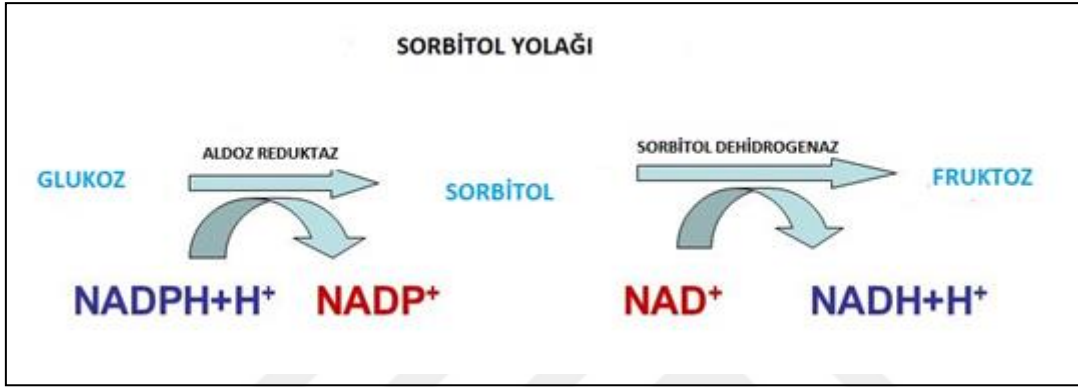 SORBİTOL YOLAĞI
ALDOZ REDUKTAZ
SORBİTOL DEHİDROGENAZ
GLUKOZ
SORBİTOL
FRUKTOZ
NADPH+H⁺ NADP⁺ NAD⁺ NADH+H⁺